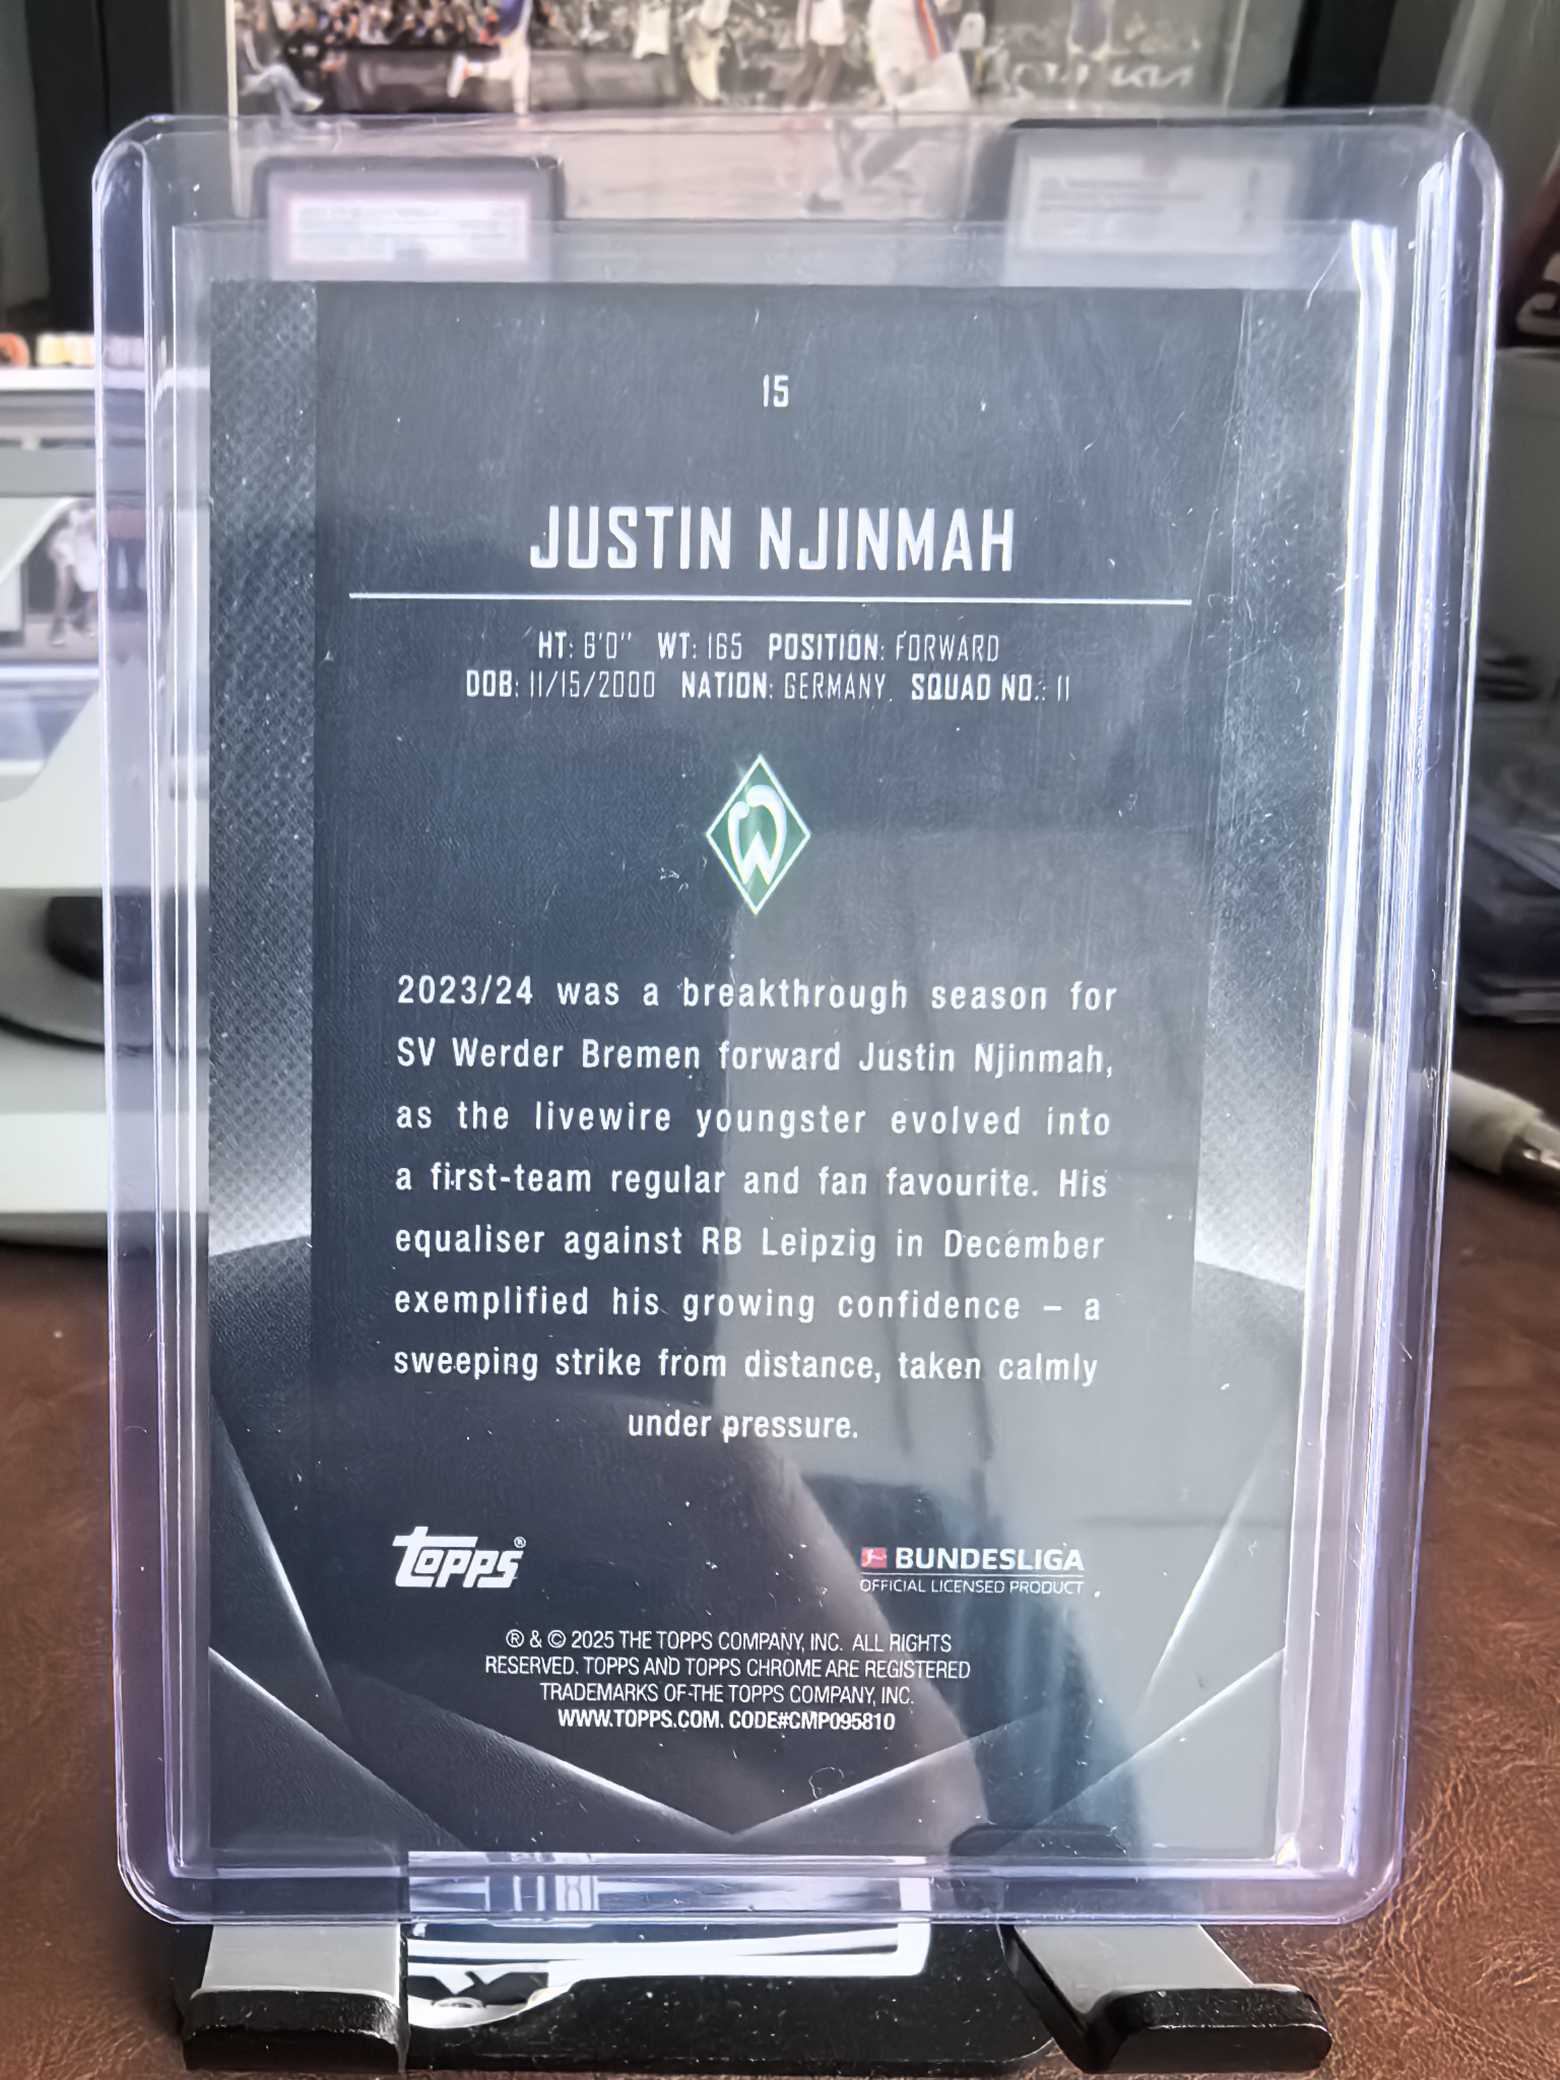 15
JUSTIN NJINMAH
HT: 6'0" WT: 165 POSITION: FORWARD
DOB: 11/15/2000 NATION: GERMANY SQUAD NO.: 11
2023/24 was a breakthrough season for
SV Werder Bremen forward Justin Njinmah,
as the livewire youngster evolved into
a first-team regular and fan favourite. His
equaliser against RB Leipzig in December
exemplified his growing confidence – a
sweeping strike from distance, taken calmly
under pressure.
TOPPS®
BUNDESLIGA
OFFICIAL LICENSED PRODUCT
® & © 2025 THE TOPPS COMPANY, INC. ALL RIGHTS
RESERVED. TOPPS AND TOPPS CHROME ARE REGISTERED
TRADEMARKS OF THE TOPPS COMPANY, INC.
WWW.TOPPS.COM. CODE#CMP095810